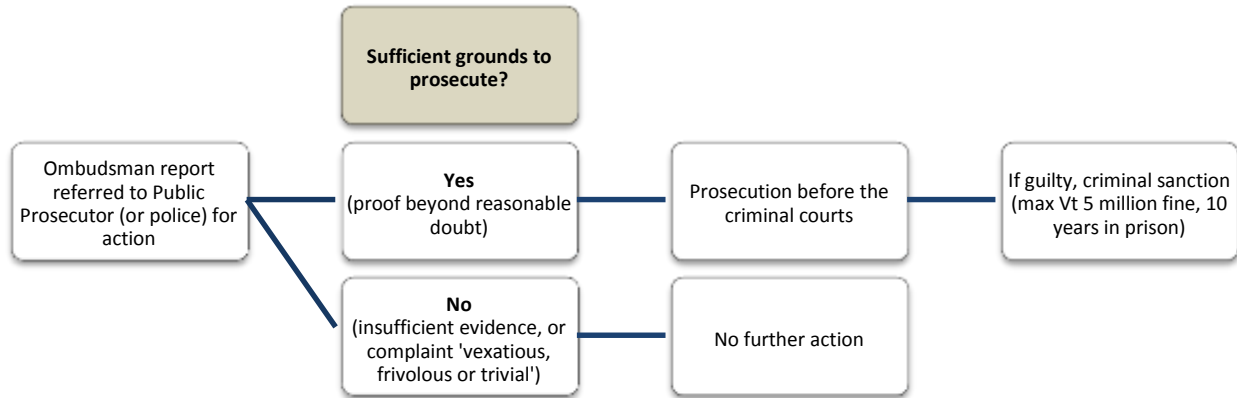 Sufficient grounds to
prosecute?
Ombudsman report
referred to Public
Prosecutor (or police) for
action
Yes
(proof beyond reasonable
doubt)
Prosecution before the
criminal courts
If guilty, criminal sanction
(max Vt 5 million fine, 10
years in prison)
No
(insufficient evidence, or
complaint 'vexatious,
frivolous or trivial')
No further action